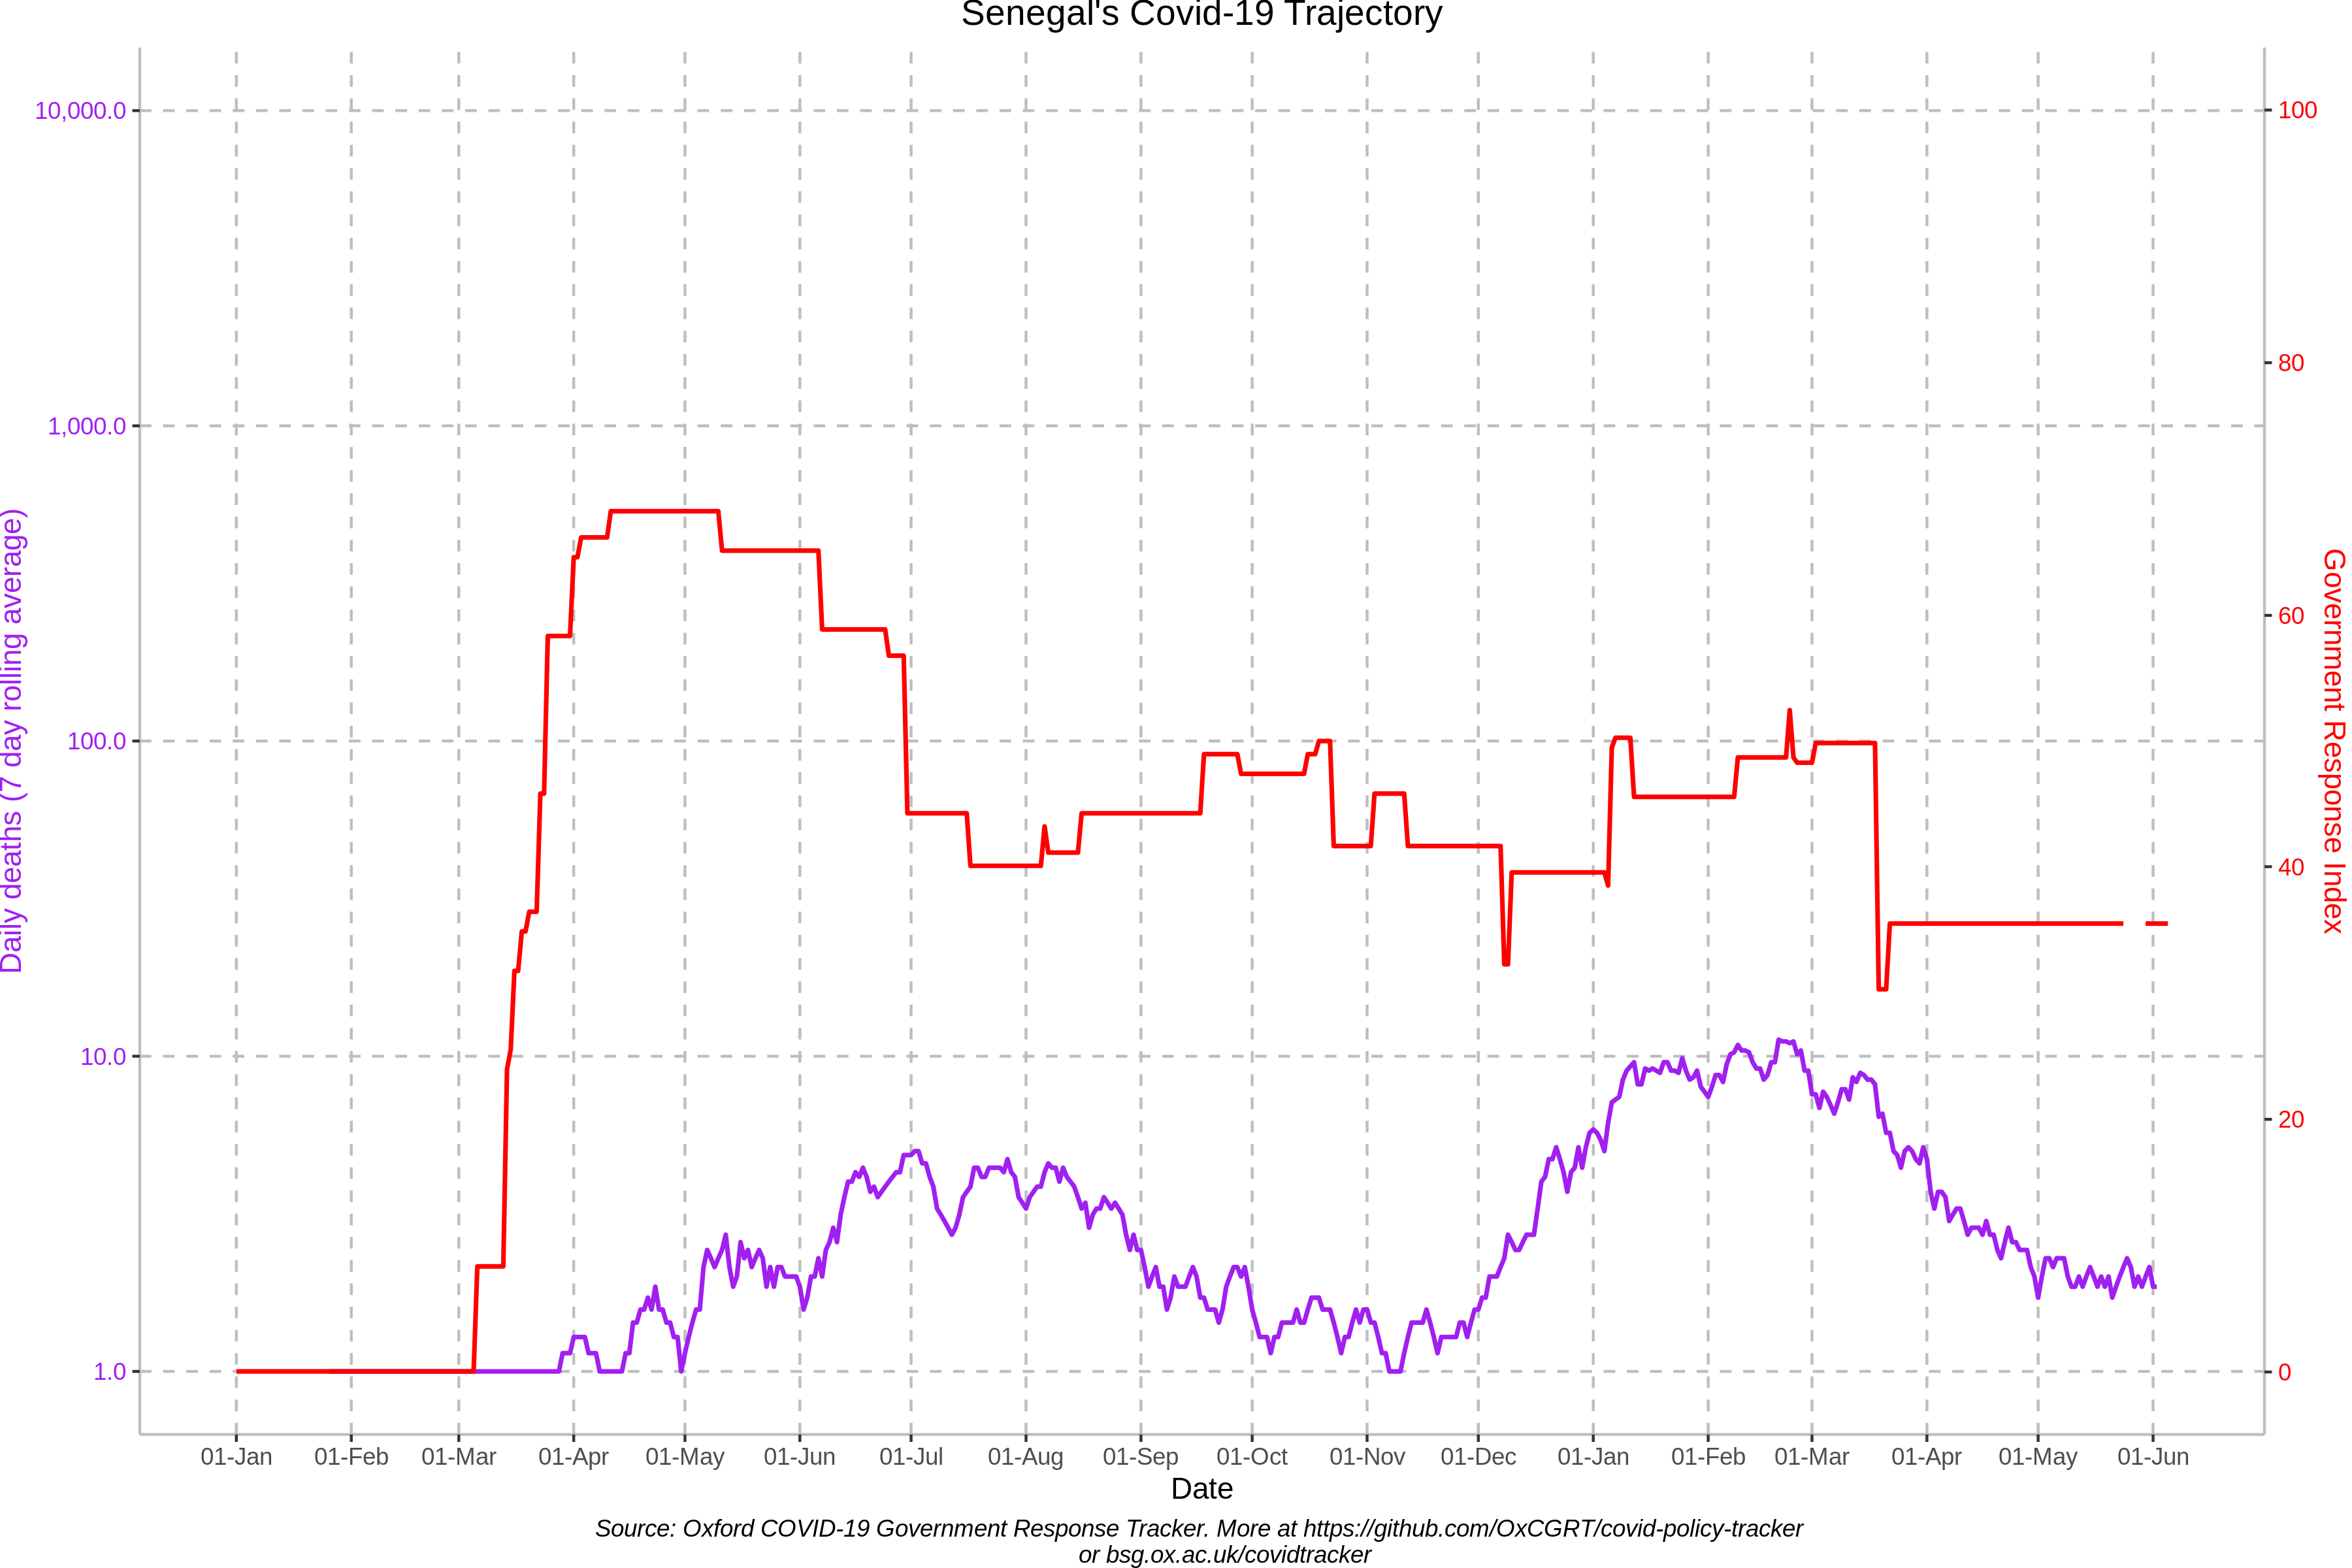 Senegal's Covid-19 Trajectory
Daily deaths (7 day rolling average)
10,000.0
1,000.0
100.0
10.0
1.0
100
80
60
40
20
0
Government Response Index
01-Jan 01-Feb 01-Mar 01-Apr 01-May 01-Jun 01-Jul 01-Aug 01-Sep 01-Oct 01-Nov 01-Dec 01-Jan 01-Feb 01-Mar 01-Apr 01-May 01-Jun
Date
Source: Oxford COVID-19 Government Response Tracker. More at https://github.com/OxCGRT/covid-policy-tracker
or bsg.ox.ac.uk/covidtracker